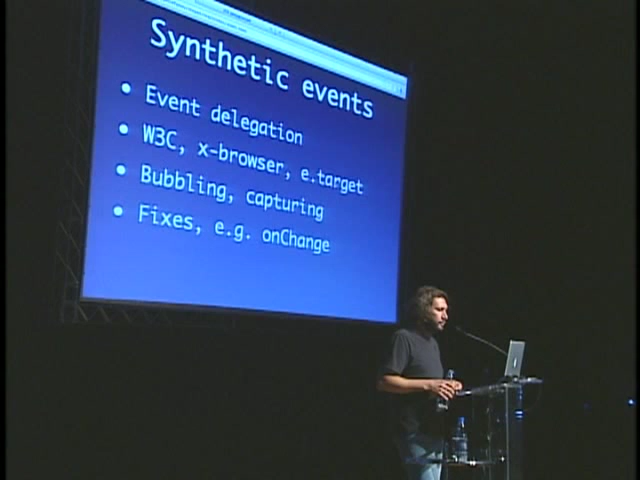 Synthetic events
• Event delegation
• W3C, x-browser, e.target
• Bubbling, capturing
• Fixes, e.g. onChange